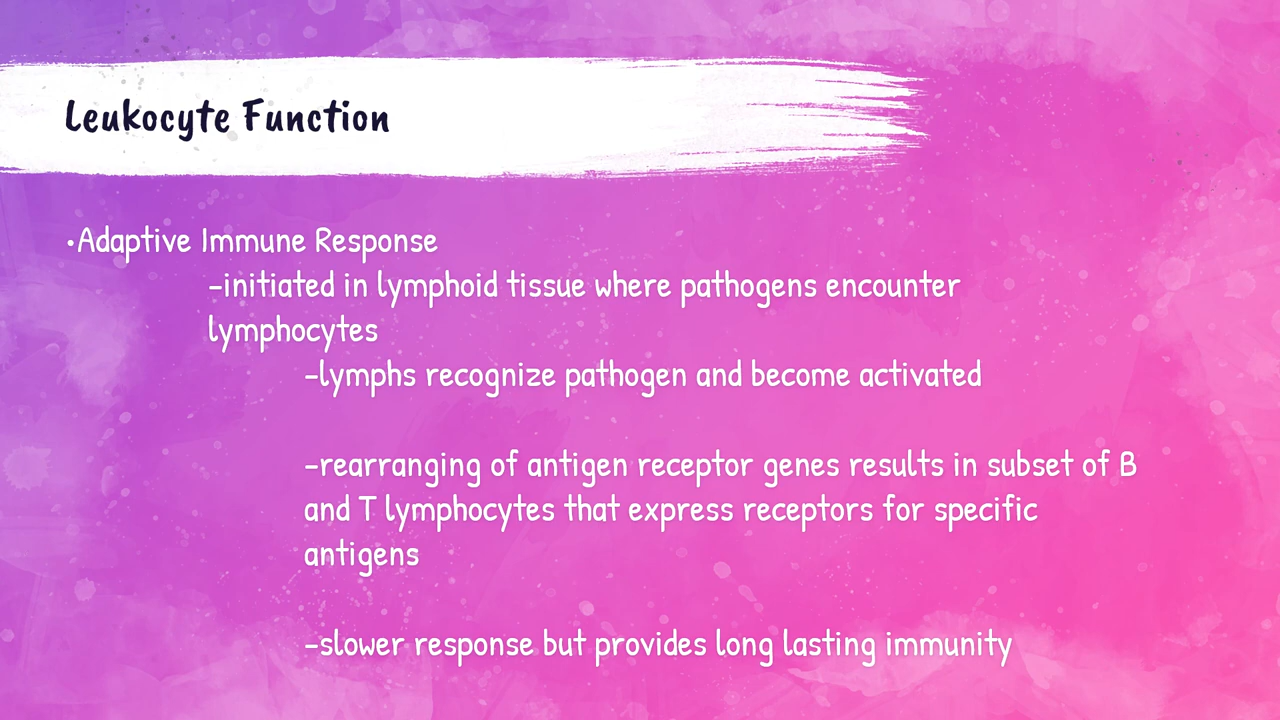 Leukocyte Function
•Adaptive Immune Response
-initiated in lymphoid tissue where pathogens encounter
lymphocytes
-lymphs recognize pathogen and become activated
-rearranging of antigen receptor genes results in subset of B
and T lymphocytes that express receptors for specific
antigens
-slower response but provides long lasting immunity